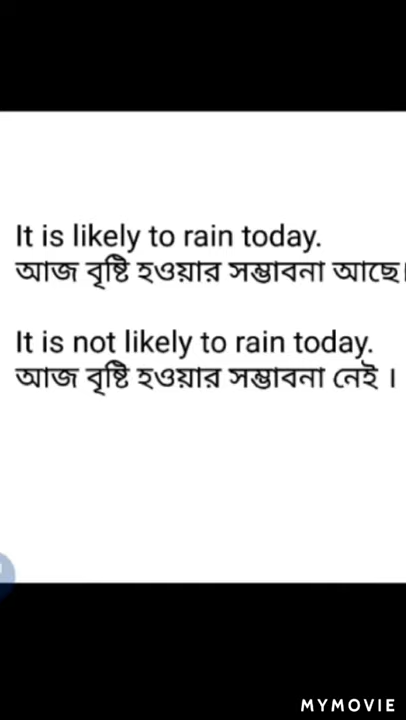 It is likely to rain today.
আজ বৃষ্টি হওয়ার সম্ভাবনা আছে।
It is not likely to rain today.
আজ বৃষ্টি হওয়ার সম্ভাবনা নেই ।
MYMOVIE